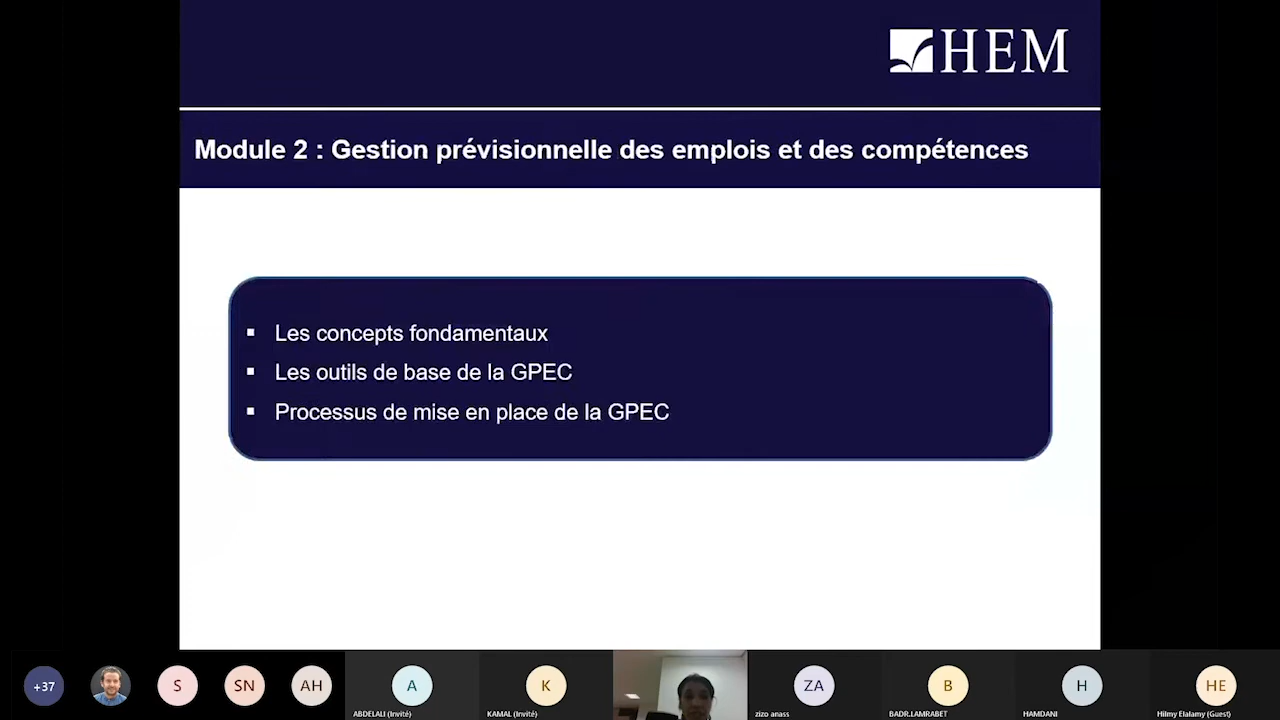 HEM
Module 2 : Gestion prévisionnelle des emplois et des compétences
▪ Les concepts fondamentaux
▪ Les outils de base de la GPEC
▪ Processus de mise en place de la GPEC
+37
S
SN
AH
A
K
ZA
B
H
HE
ABDELALI (Invité)
KAMAL (Invité)
zizo anass
BADR.LAMRABET
HAMDANI
Hilmy Elalamy (Guest)